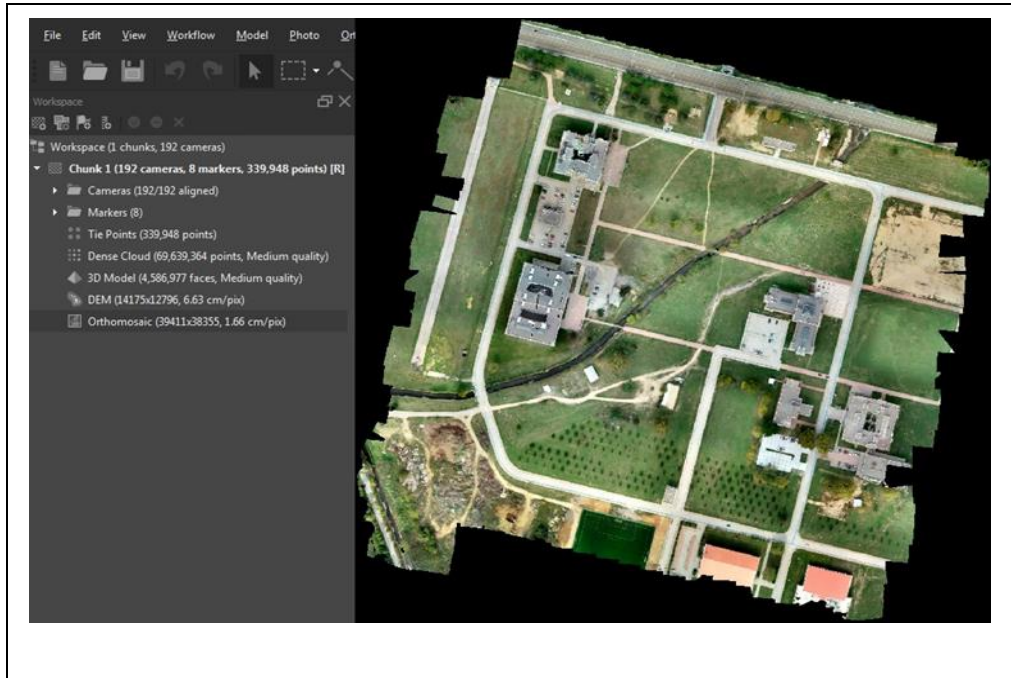 File Edit View Workflow Model Photo
Workspace
Workspace (1 chunks, 192 cameras)
Chunk 1 (192 cameras, 8 markers, 339,948 points) [R]
Cameras (192/192 aligned)
Markers (8)
Tie Points (339,948 points)
Dense Cloud (69,639,364 points, Medium quality)
3D Model (4,586,977 faces, Medium quality)
DEM (14175x12796, 6.63 cm/pix)
Orthomosaic (39411x38355, 1.66 cm/pix)